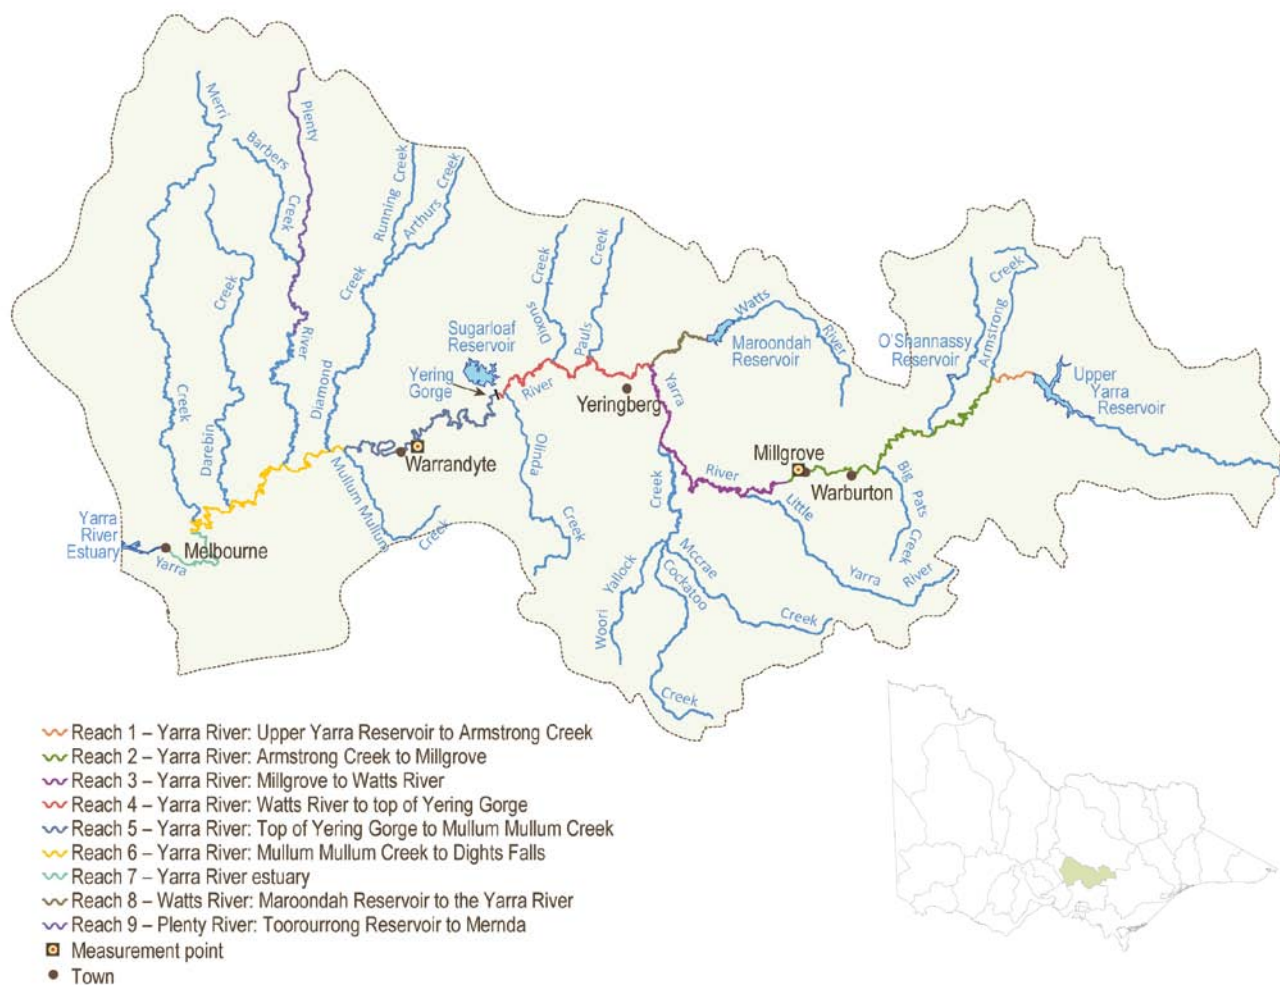 Merri
Creek
Barbers
Creek
Plenty
River
Darebin
Creek
Running Creek
Arthurs Creek
Diamond
Creek
Sugarloaf
Reservoir
Yering
Gorge
Dixons
Creek
Pauls
Creek
River
Yeringberg
Watts
River
Maroondah
Reservoir
O'Shannassy
Reservoir
Armstrong
Creek
Upper
Yarra
Reservoir
Yarra
River
Millgrove
Warburton
Big
Pats
Creek
Little
Yarra
River
Warrandyte
Mullum Mullum
Creek
Olinda
Creek
Creek
Woori
Yallock
Mccrae
Creek
Cockatoo
Creek
Yarra
River
Estuary
Melbourne
Yarra
Reach 1 – Yarra River: Upper Yarra Reservoir to Armstrong Creek
Reach 2 – Yarra River: Armstrong Creek to Millgrove
Reach 3 – Yarra River: Millgrove to Watts River
Reach 4 – Yarra River: Watts River to top of Yering Gorge
Reach 5 – Yarra River: Top of Yering Gorge to Mullum Mullum Creek
Reach 6 – Yarra River: Mullum Mullum Creek to Dights Falls
Reach 7 – Yarra River estuary
Reach 8 – Watts River: Maroondah Reservoir to the Yarra River
Reach 9 – Plenty River: Toorourrong Reservoir to Mernda
Measurement point
Town